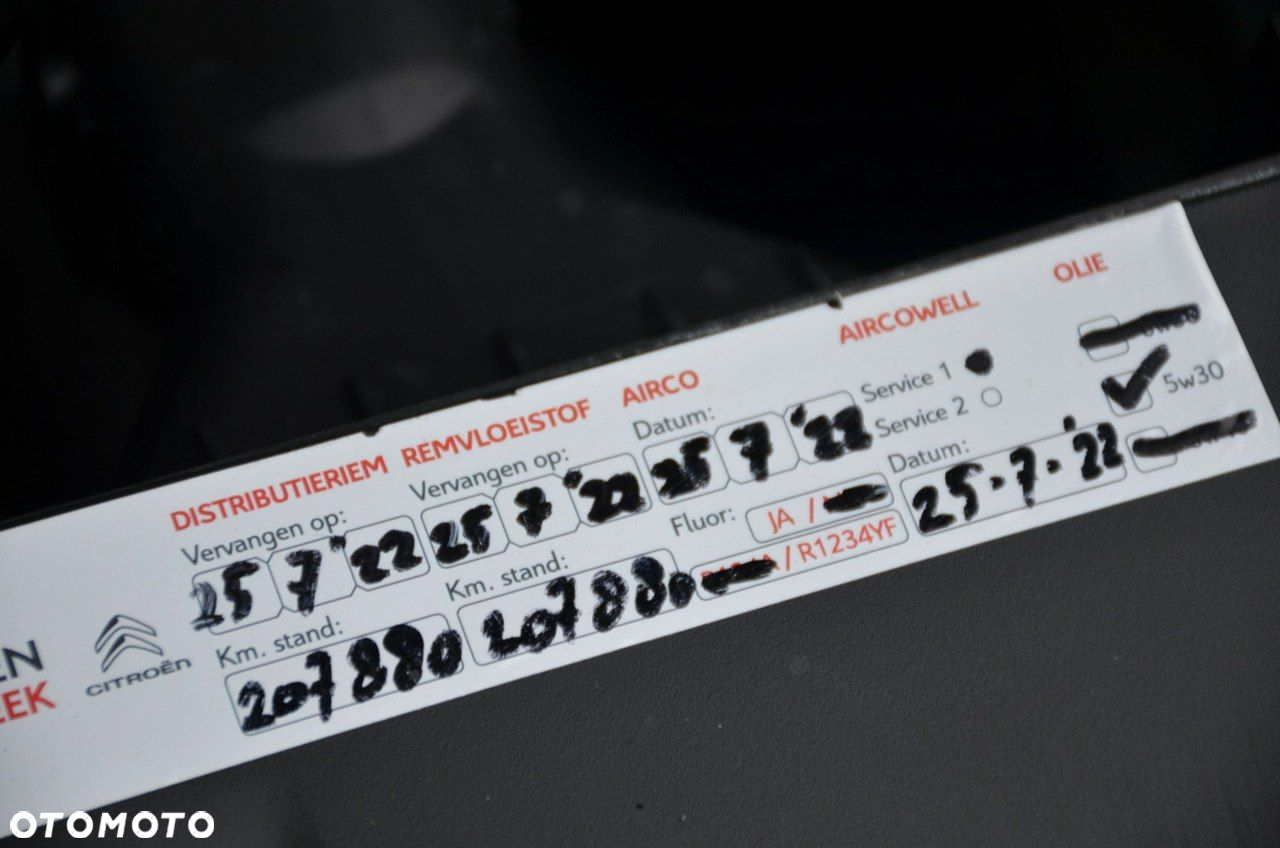 DISTRIBUTIERIEM REMVLOEISTOF AIRCO AIRCOWELL OLIE
Vervangen op: Vervangen op: Datum: Service 1
25 7 '22 25 7 '22 25 7 '22 Service 2 5w30
Km. stand: Km. stand: Fluor: JA / Datum:
207880 207880 / R1234YF 25.7.'22
CITROËN
OTOMOTO